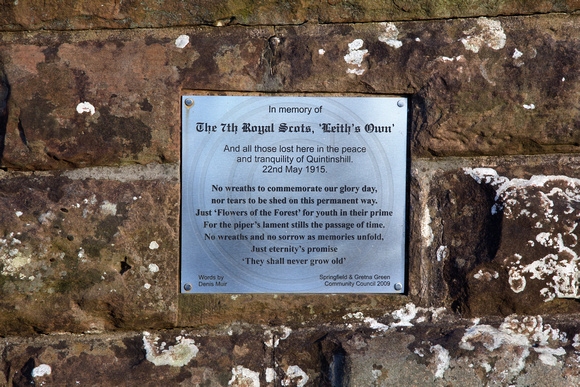 In memory of
The 7th Royal Scots, 'Leith's Own'
And all those lost here in the peace
and tranquility of Quintinshill.
22nd May 1915.
No wreaths to commemorate our glory day,
nor tears to be shed on this permanent way.
Just 'Flowers of the Forest' for youth in their prime
For the piper's lament stills the passage of time.
No wreaths and no sorrow as memories unfold,
Just eternity's promise
'They shall never grow old'
Words by
Danis Muir
Springfield & Gretna Green
Community Council 2009